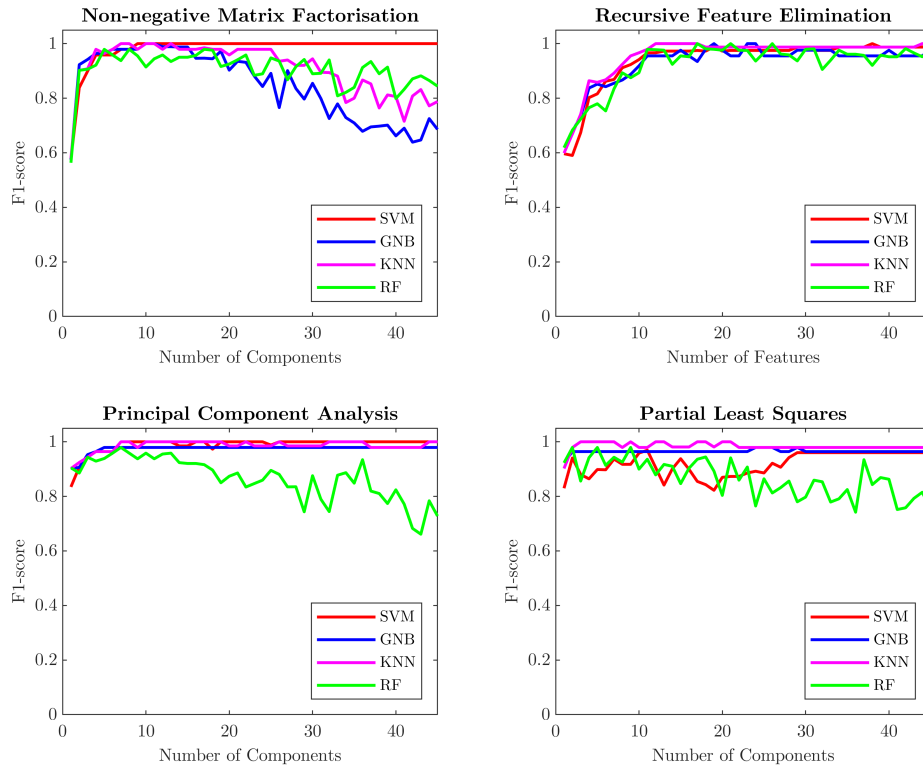 Non-negative Matrix Factorisation
1
0.8
0.6
0.4
0.2
0
F1-score
SVM
GNB
KNN
RF
0 10 20 30 40
Number of Components
Recursive Feature Elimination
1
0.8
0.6
0.4
0.2
0
F1-score
SVM
GNB
KNN
RF
0 10 20 30 40
Number of Features
Principal Component Analysis
1
0.8
0.6
0.4
0.2
0
F1-score
SVM
GNB
KNN
RF
0 10 20 30 40
Number of Components
Partial Least Squares
1
0.8
0.6
0.4
0.2
0
F1-score
SVM
GNB
KNN
RF
0 10 20 30 40
Number of Components